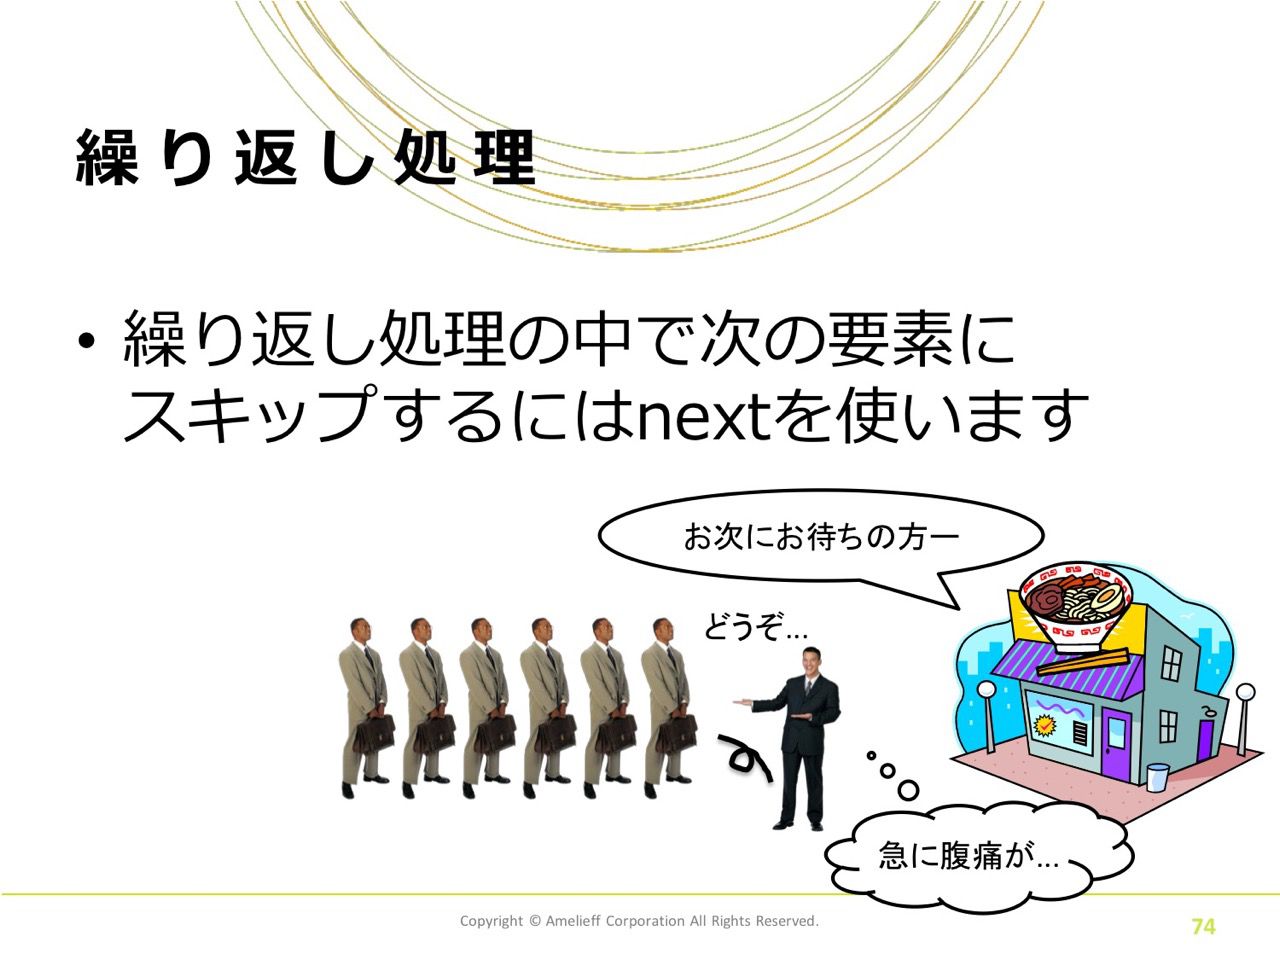 繰り返し処理
• 繰り返し処理の中で次の要素に
スキップするにはnextを使います
お次にお待ちの方ー
どうぞ...
急に腹痛が...
Copyright © Amelieff Corporation All Rights Reserved.
74